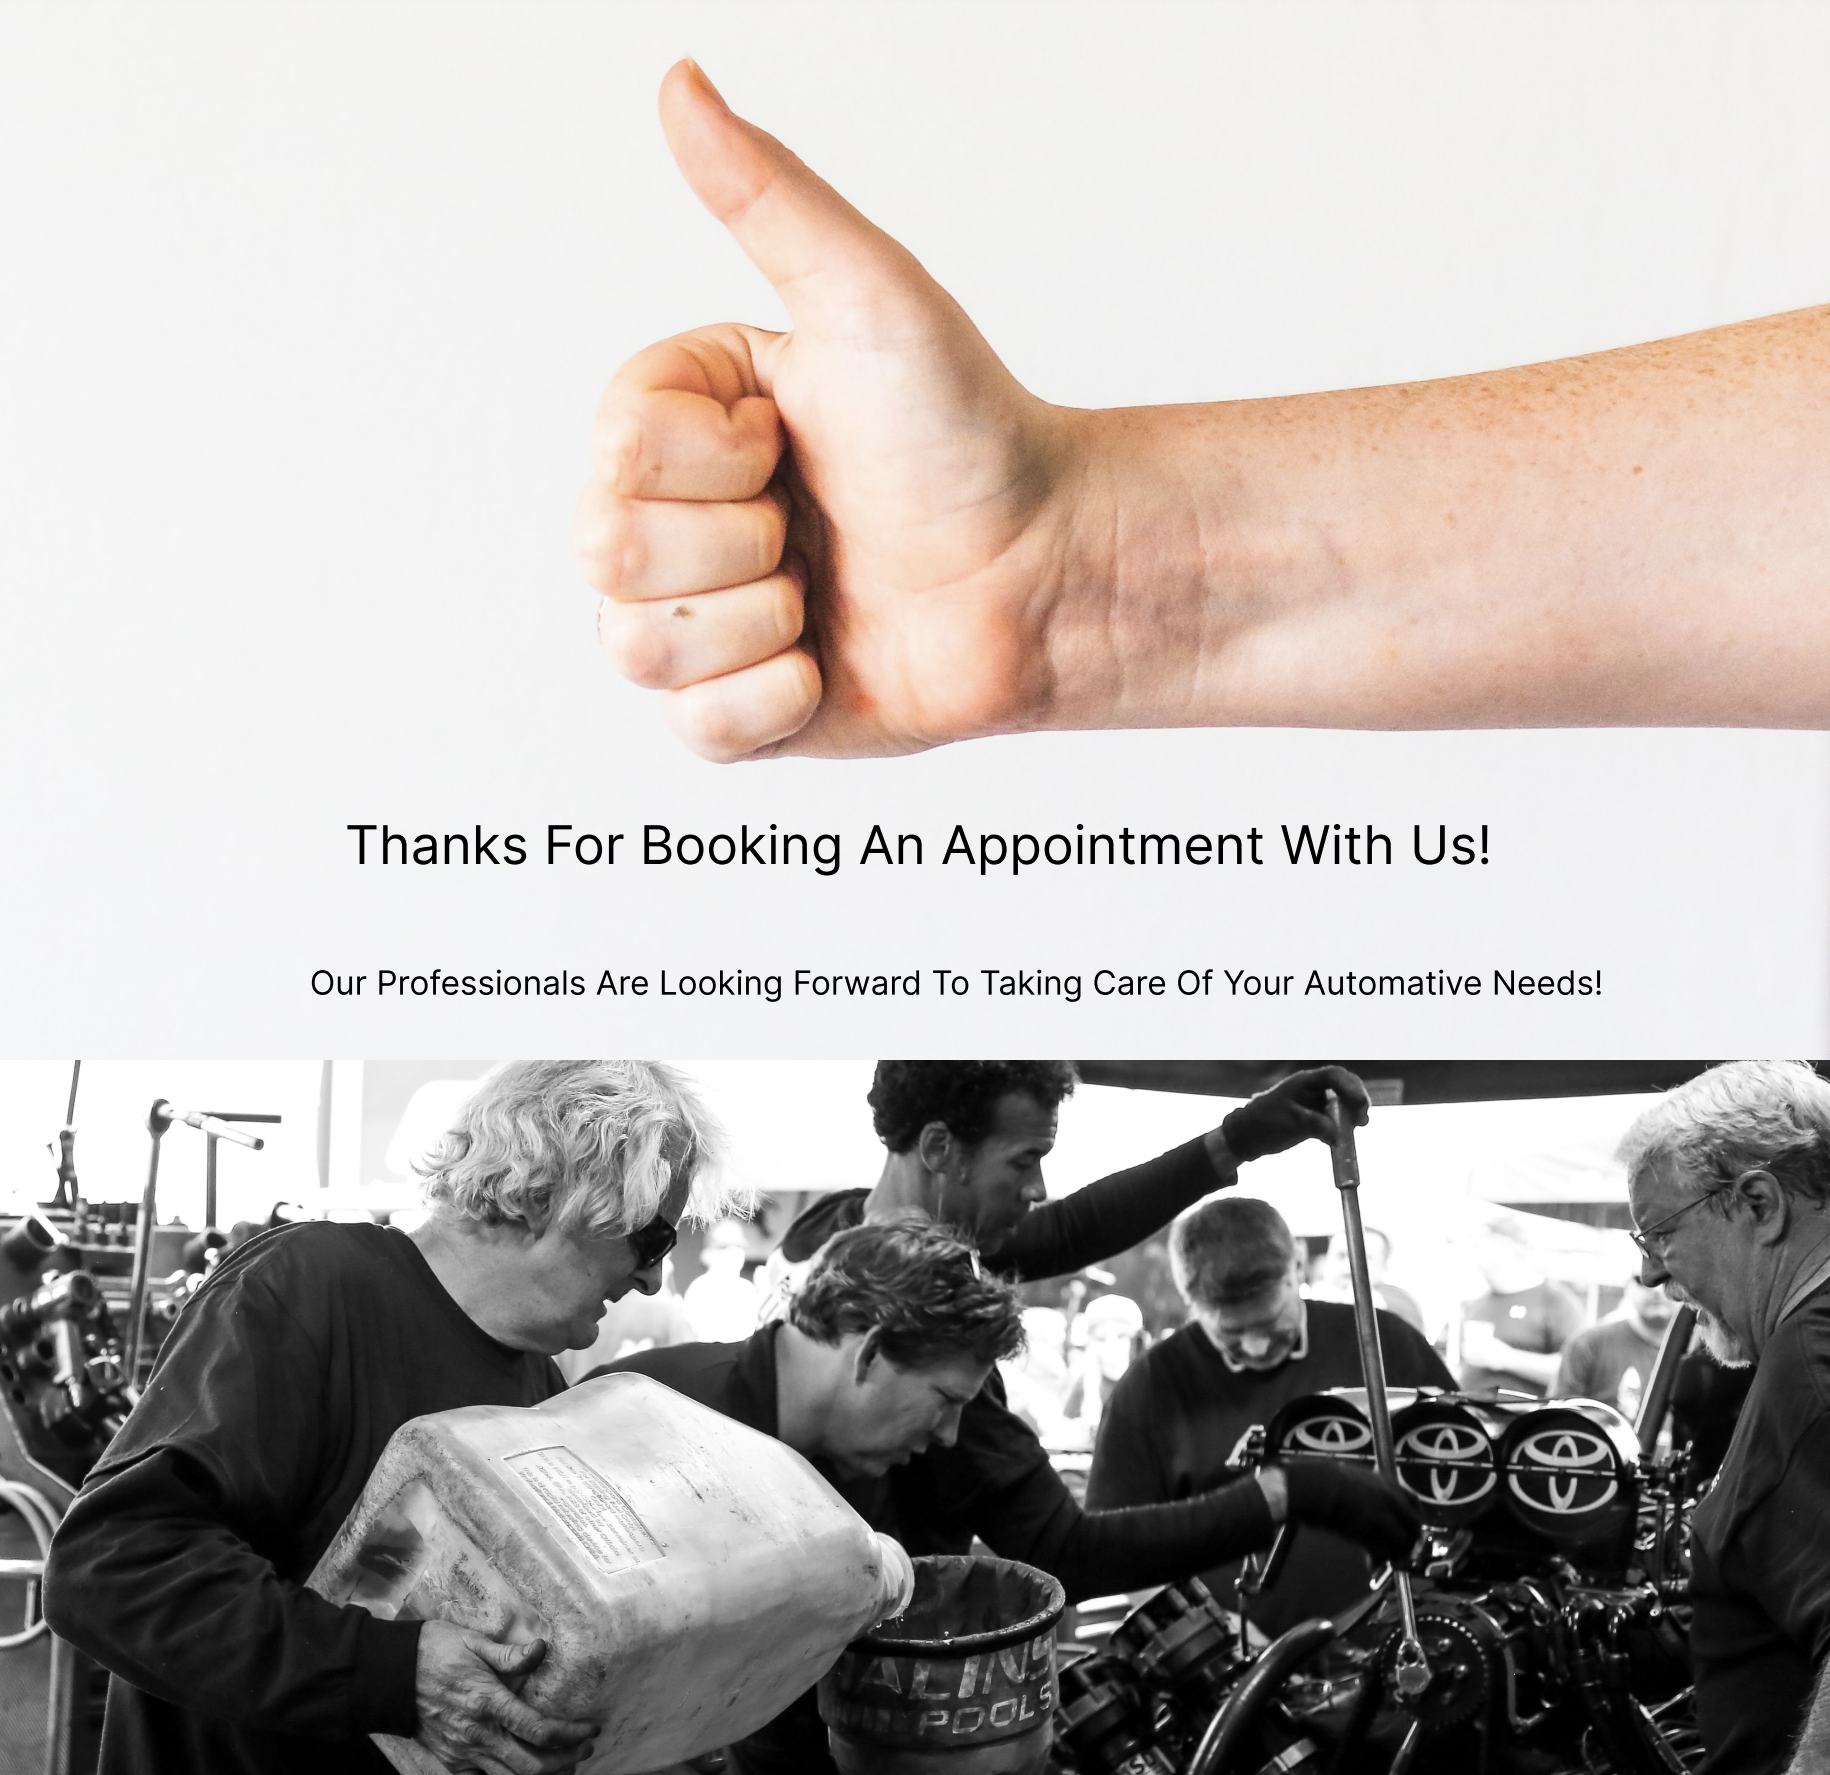 Thanks For Booking An Appointment With Us!
Our Professionals Are Looking Forward To Taking Care Of Your Automative Needs!
ALINS
POOLS